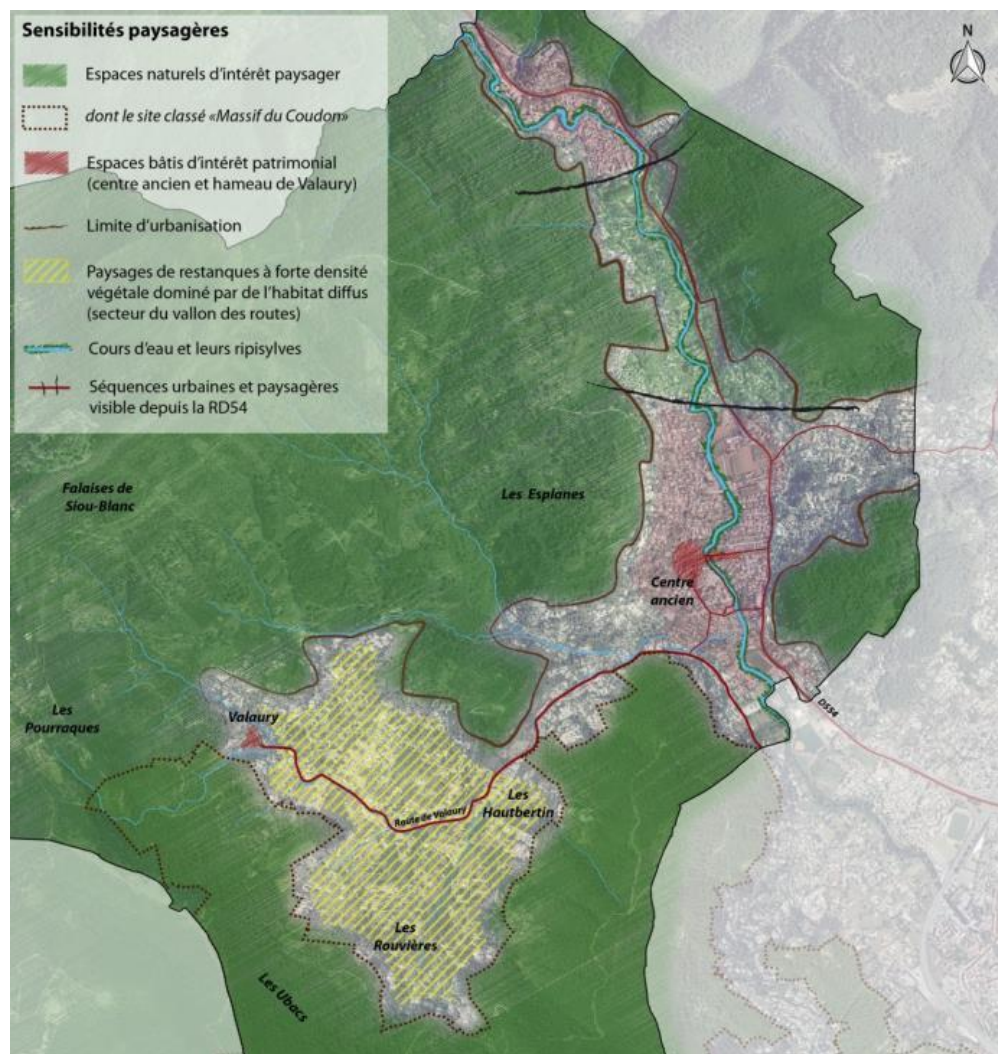 Sensibilités paysagères
Espaces naturels d'intérêt paysager
dont le site classé «Massif du Coudon»
Espaces bâtis d'intérêt patrimonial
(centre ancien et hameau de Valaury)
Limite d'urbanisation
Paysages de restanques à forte densité
végétale dominé par de l'habitat diffus
(secteur du vallon des routes)
Cours d'eau et leurs ripisylves
Séquences urbaines et paysagères
visible depuis la RD54
N
Falaises de
Siou-Blanc
Les Esplanes
Centre
ancien
Les
Pourraques
Valaury
D554
Les
Hautbertin
Route de Valaury
Les
Rouvières
Les Ubacs